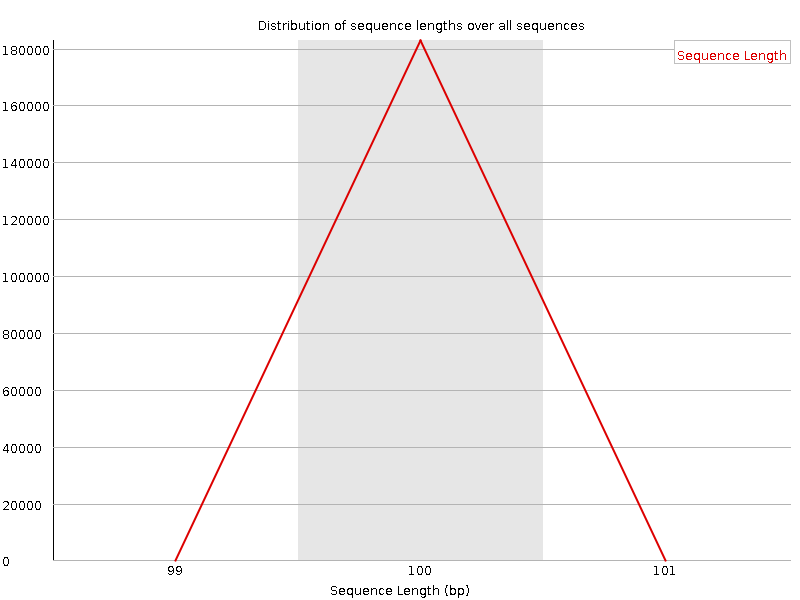 Distribution of sequence lengths over all sequences
Sequence Length
180000
160000
140000
120000
100000
80000
60000
40000
20000
0
99 100 101
Sequence Length (bp)